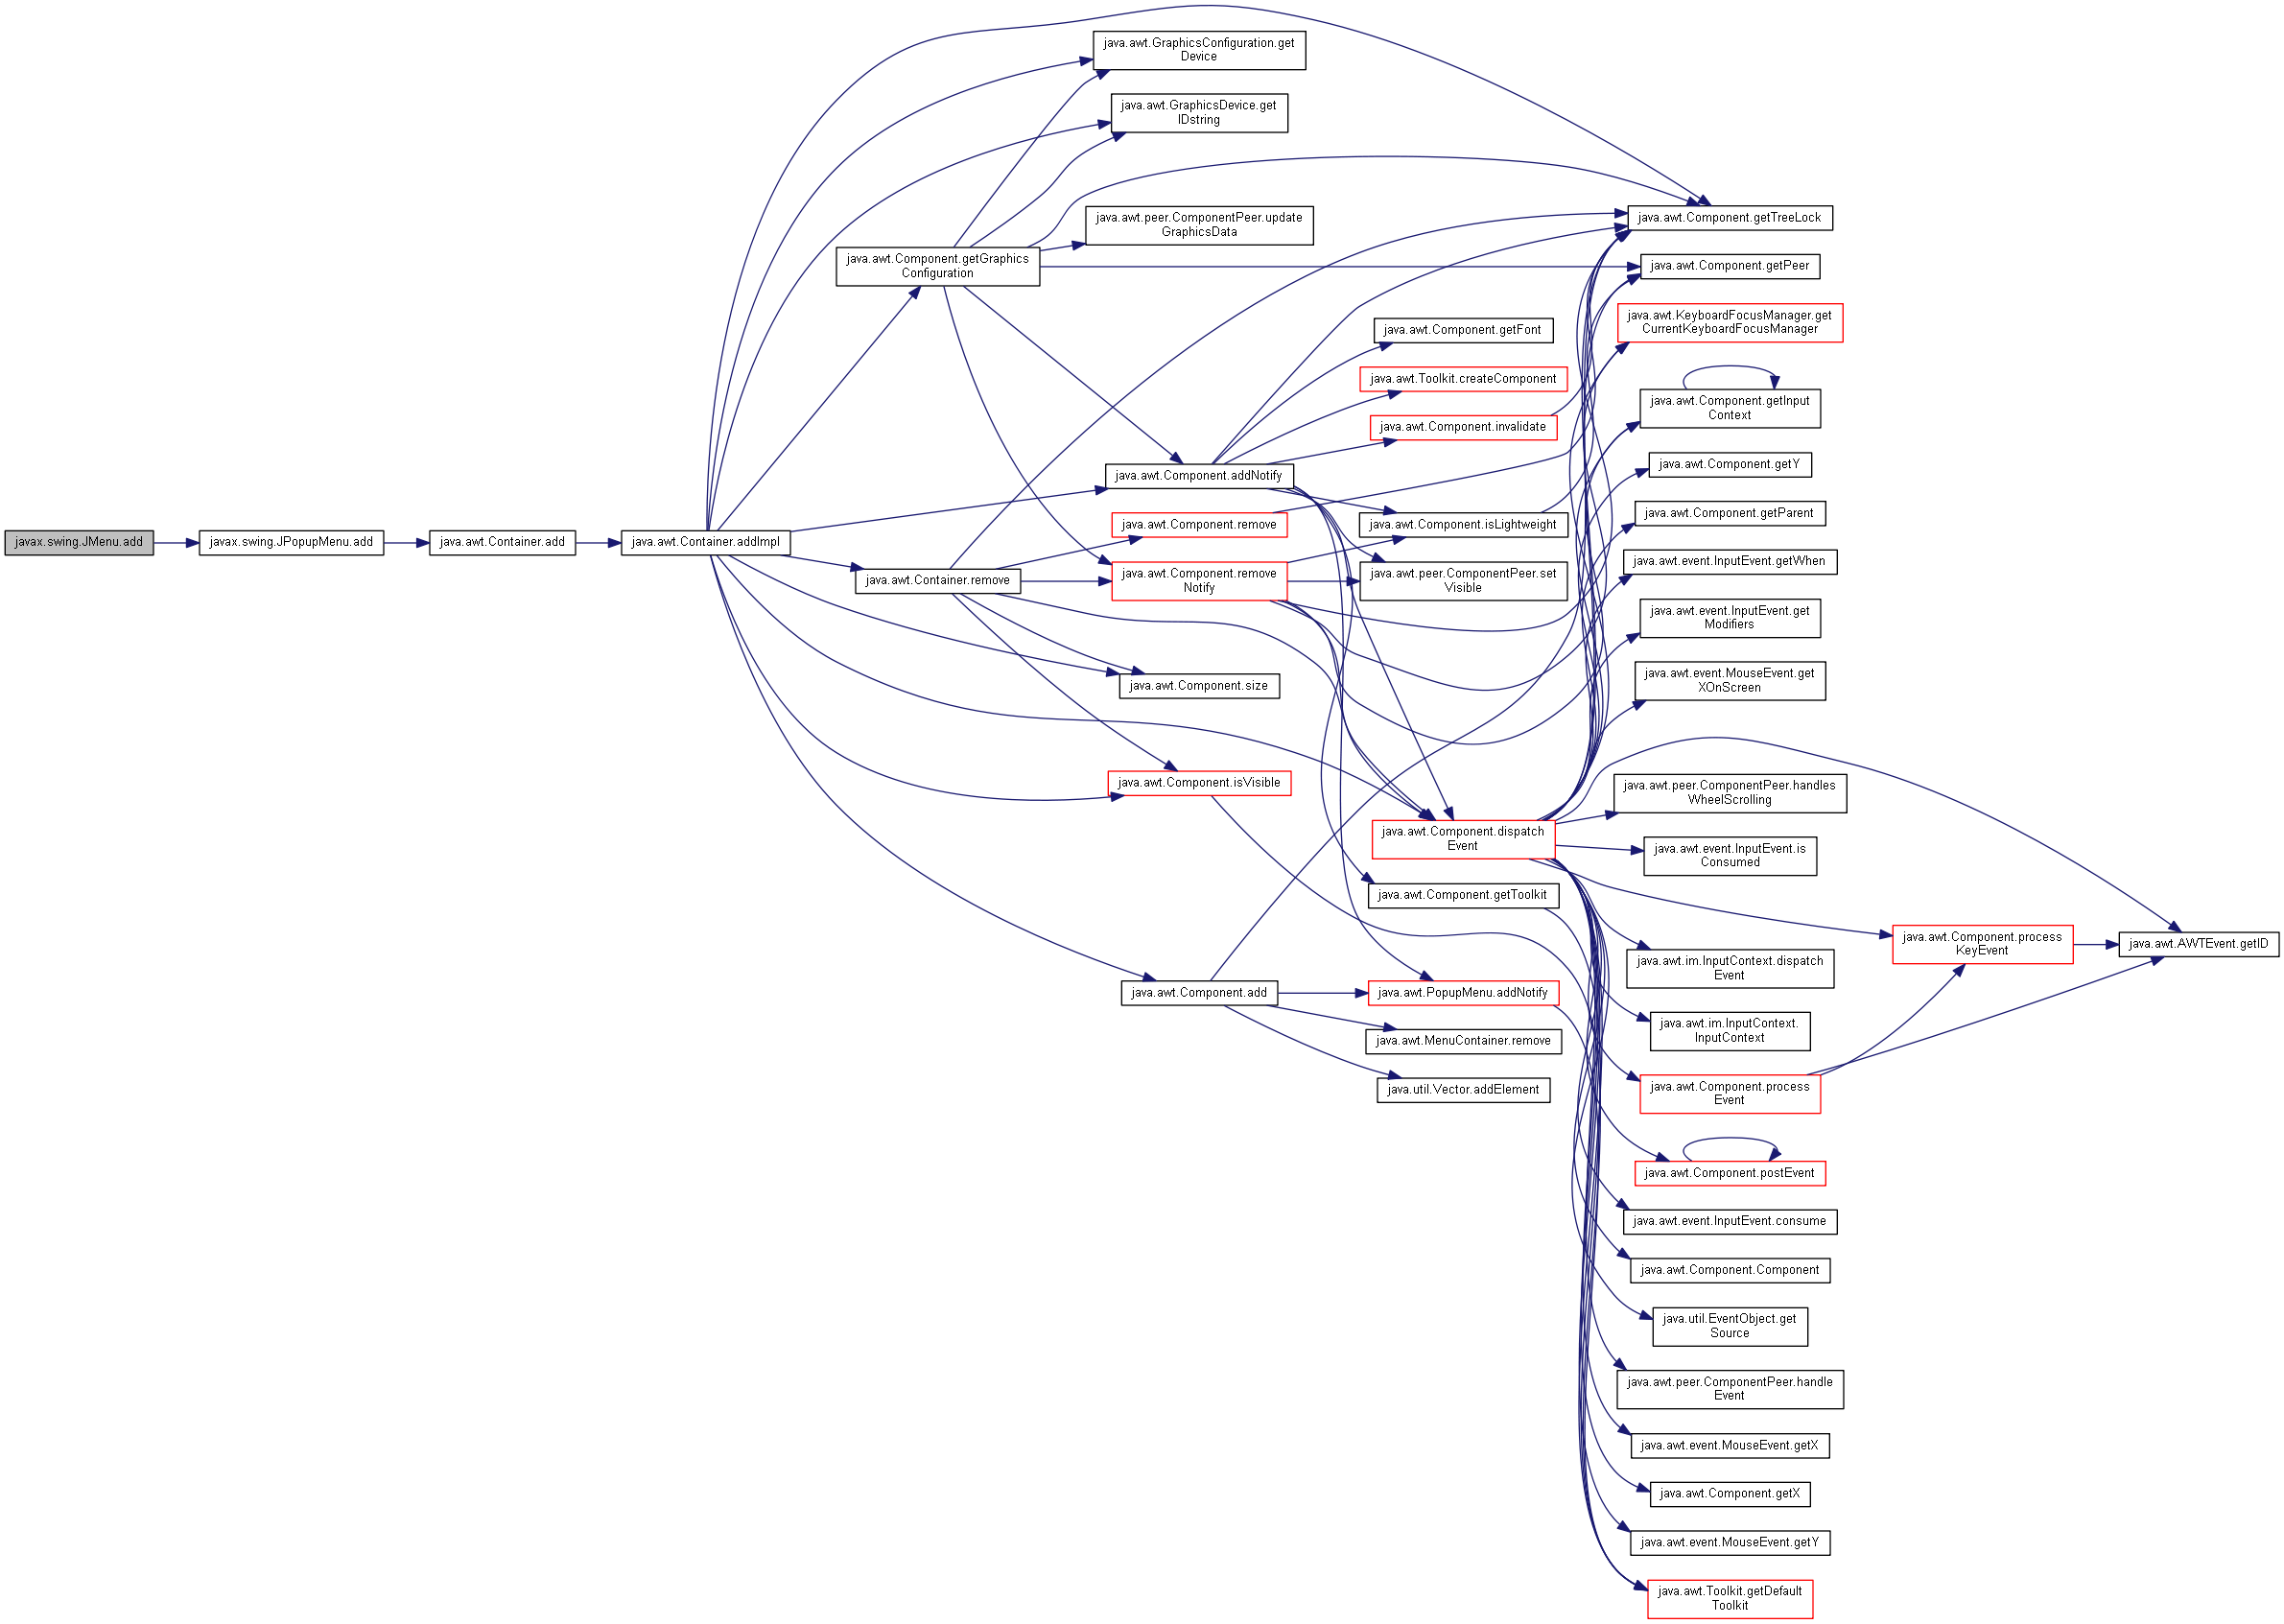 javax.swing.JMenu.add
javax.swing.JPopupMenu.add
java.awt.Container.add
java.awt.Container.addImpl
java.awt.Component.getGraphics
Configuration
java.awt.Container.remove
java.awt.GraphicsConfiguration.get
Device
java.awt.GraphicsDevice.get
IDstring
java.awt.peer.ComponentPeer.update
GraphicsData
java.awt.Component.addNotify
java.awt.Component.remove
java.awt.Component.remove
Notify
java.awt.Component.size
java.awt.Component.isVisible
java.awt.Component.add
java.awt.Component.getFont
java.awt.Toolkit.createComponent
java.awt.Component.invalidate
java.awt.Component.isLightweight
java.awt.peer.ComponentPeer.set
Visible
java.awt.Component.dispatch
Event
java.awt.Component.getToolkit
java.awt.PopupMenu.addNotify
java.awt.MenuContainer.remove
java.util.Vector.addElement
java.awt.Component.getTreeLock
java.awt.Component.getPeer
java.awt.KeyboardFocusManager.get
CurrentKeyboardFocusManager
java.awt.Component.getInput
Context
java.awt.Component.getY
java.awt.Component.getParent
java.awt.event.InputEvent.getWhen
java.awt.event.InputEvent.get
Modifiers
java.awt.event.MouseEvent.get
XOnScreen
java.awt.peer.ComponentPeer.handles
WheelScrolling
java.awt.event.InputEvent.is
Consumed
java.awt.im.InputContext.dispatch
Event
java.awt.im.InputContext.
InputContext
java.awt.Component.process
Event
java.awt.Component.postEvent
java.awt.event.InputEvent.consume
java.awt.Component.Component
java.util.EventObject.get
Source
java.awt.peer.ComponentPeer.handle
Event
java.awt.event.MouseEvent.getX
java.awt.Component.getX
java.awt.event.MouseEvent.getY
java.awt.Toolkit.getDefault
Toolkit
java.awt.Component.process
KeyEvent
java.awt.AWTEvent.getID